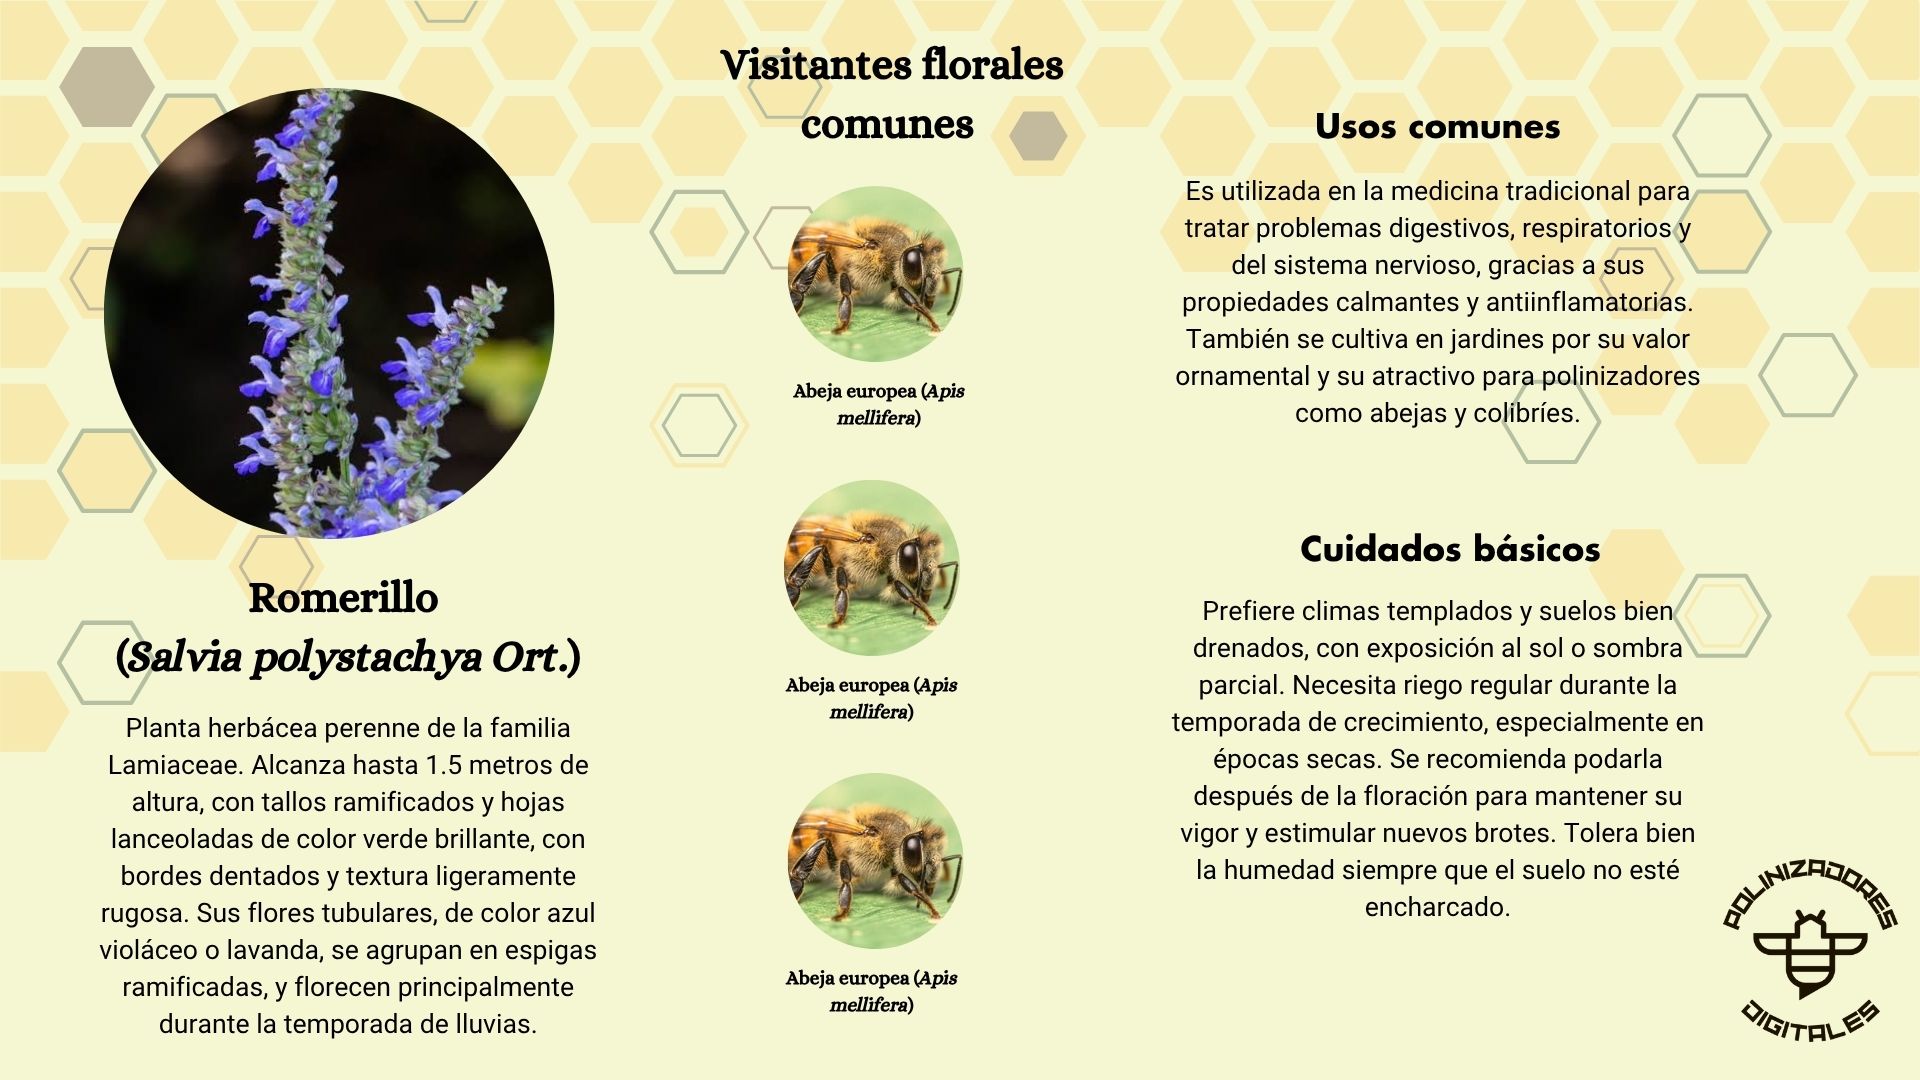 Romerillo
(Salvia polystachya Ort.)
Planta herbácea perenne de la familia
Lamiaceae. Alcanza hasta 1.5 metros de
altura, con tallos ramificados y hojas
lanceoladas de color verde brillante, con
bordes dentados y textura ligeramente
rugosa. Sus flores tubulares, de color azul
violáceo o lavanda, se agrupan en espigas
ramificadas, y florecen principalmente
durante la temporada de lluvias.
Visitantes florales
comunes
Abeja europea (Apis
mellifera)
Abeja europea (Apis
mellifera)
Abeja europea (Apis
mellifera)
Usos comunes
Es utilizada en la medicina tradicional para
tratar problemas digestivos, respiratorios y
del sistema nervioso, gracias a sus
propiedades calmantes y antiinflamatorias.
También se cultiva en jardines por su valor
ornamental y su atractivo para polinizadores
como abejas y colibríes.
Cuidados básicos
Prefiere climas templados y suelos bien
drenados, con exposición al sol o sombra
parcial. Necesita riego regular durante la
temporada de crecimiento, especialmente en
épocas secas. Se recomienda podarla
después de la floración para mantener su
vigor y estimular nuevos brotes. Tolera bien
la humedad siempre que el suelo no esté
encharcado.
POLINIZADORES
DIGITALES